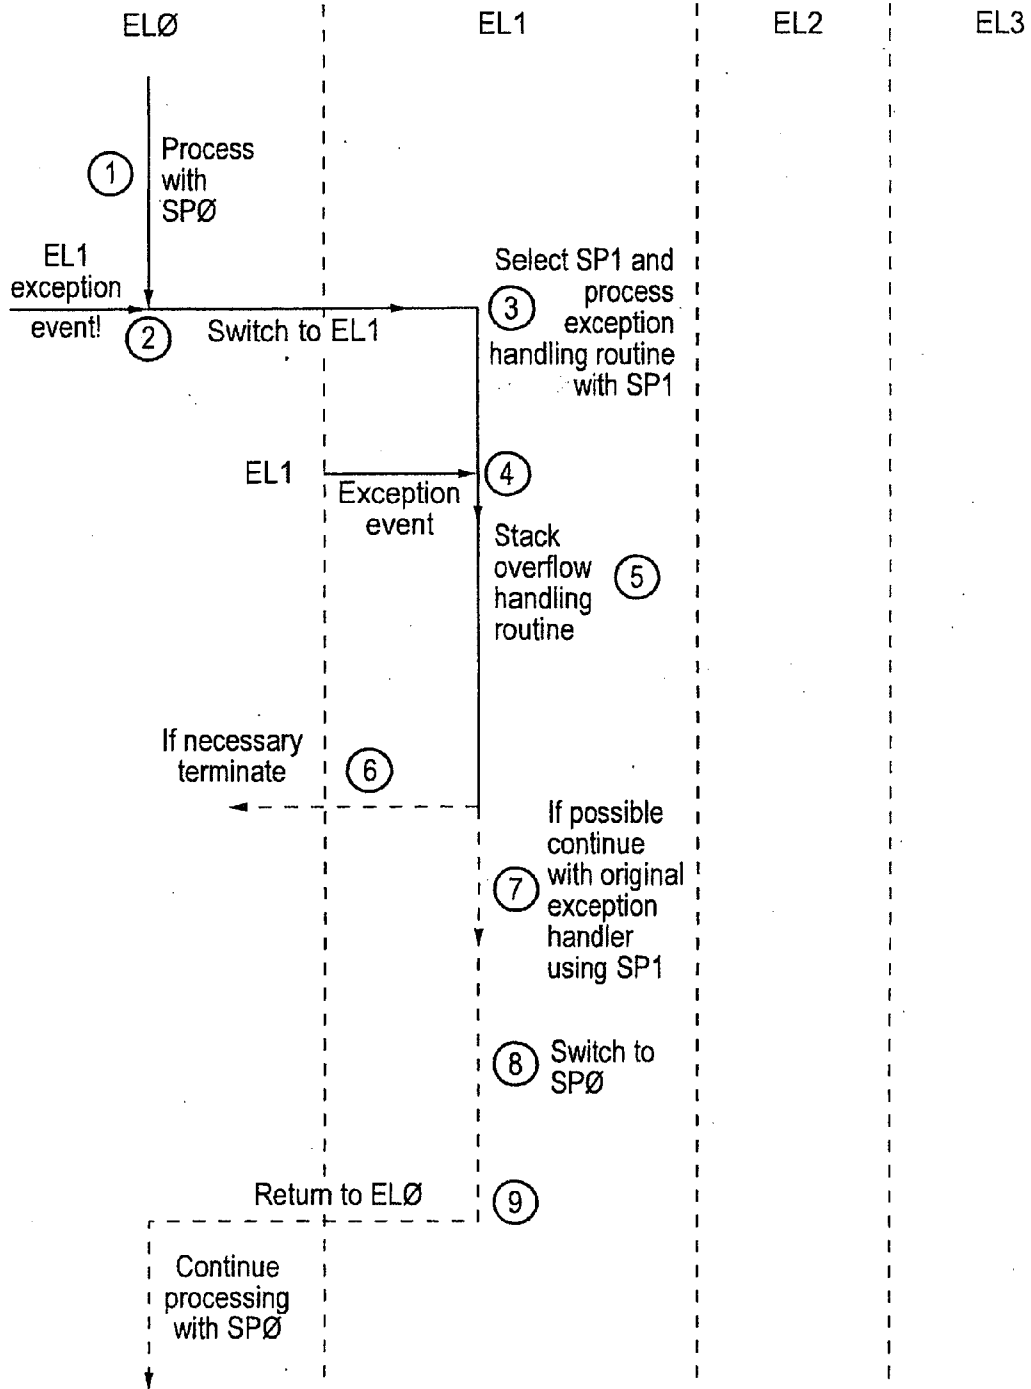 ELØ
EL1
EL2
EL3
1
Process
with
SPØ
EL1
exception
event!
2
Switch to EL1
Select SP1 and
process
exception
handling routine
with SP1
3
EL1
Exception
event
4
Stack
overflow
handling
routine
5
If necessary
terminate
6
If possible
continue
with original
exception
handler
using SP1
7
8
Switch to
SPØ
Return to ELØ
9
Continue
processing
with SPØ